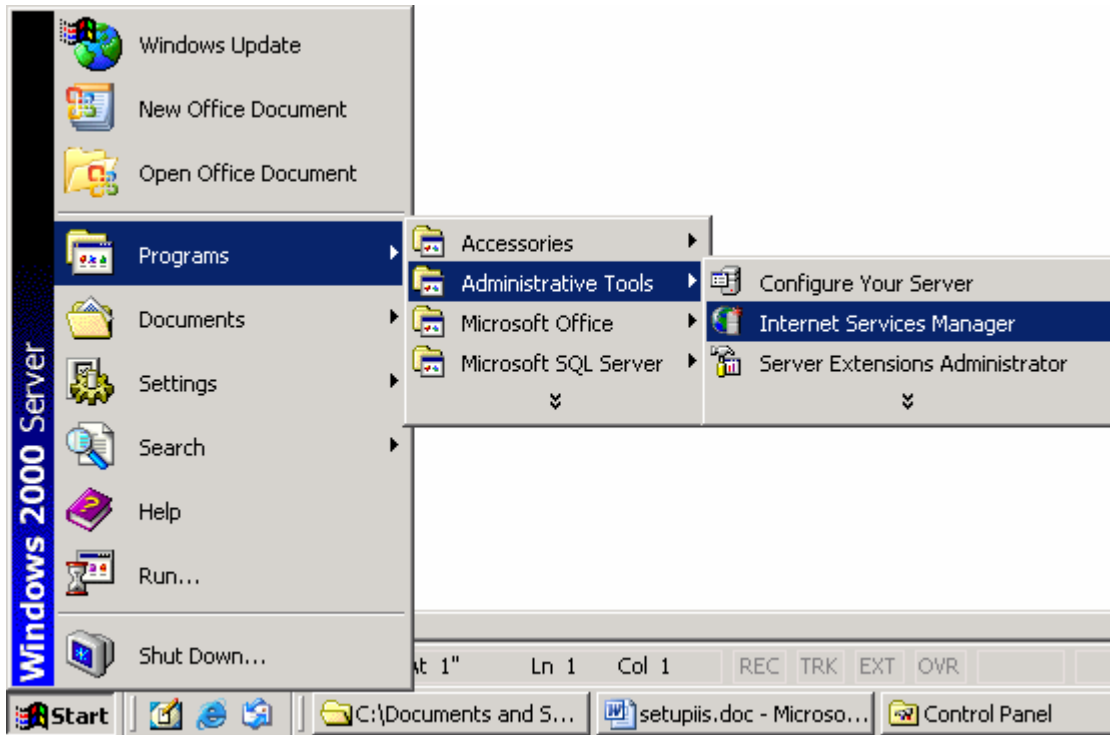 Windows 2000 Server
Windows Update
New Office Document
Open Office Document
Programs
Documents
Settings
Search
Help
Run...
Shut Down...
Accessories
Administrative Tools
Microsoft Office
Microsoft SQL Server
Configure Your Server
Internet Services Manager
Server Extensions Administrator
At 1" Ln 1 Col 1 REC TRK EXT OVR
Start C:\Documents and S... setupiis.doc - Microso... Control Panel